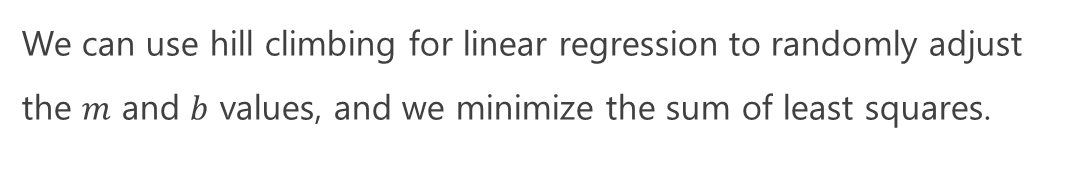 We can use hill climbing for linear regression to randomly adjust
the m and b values, and we minimize the sum of least squares.